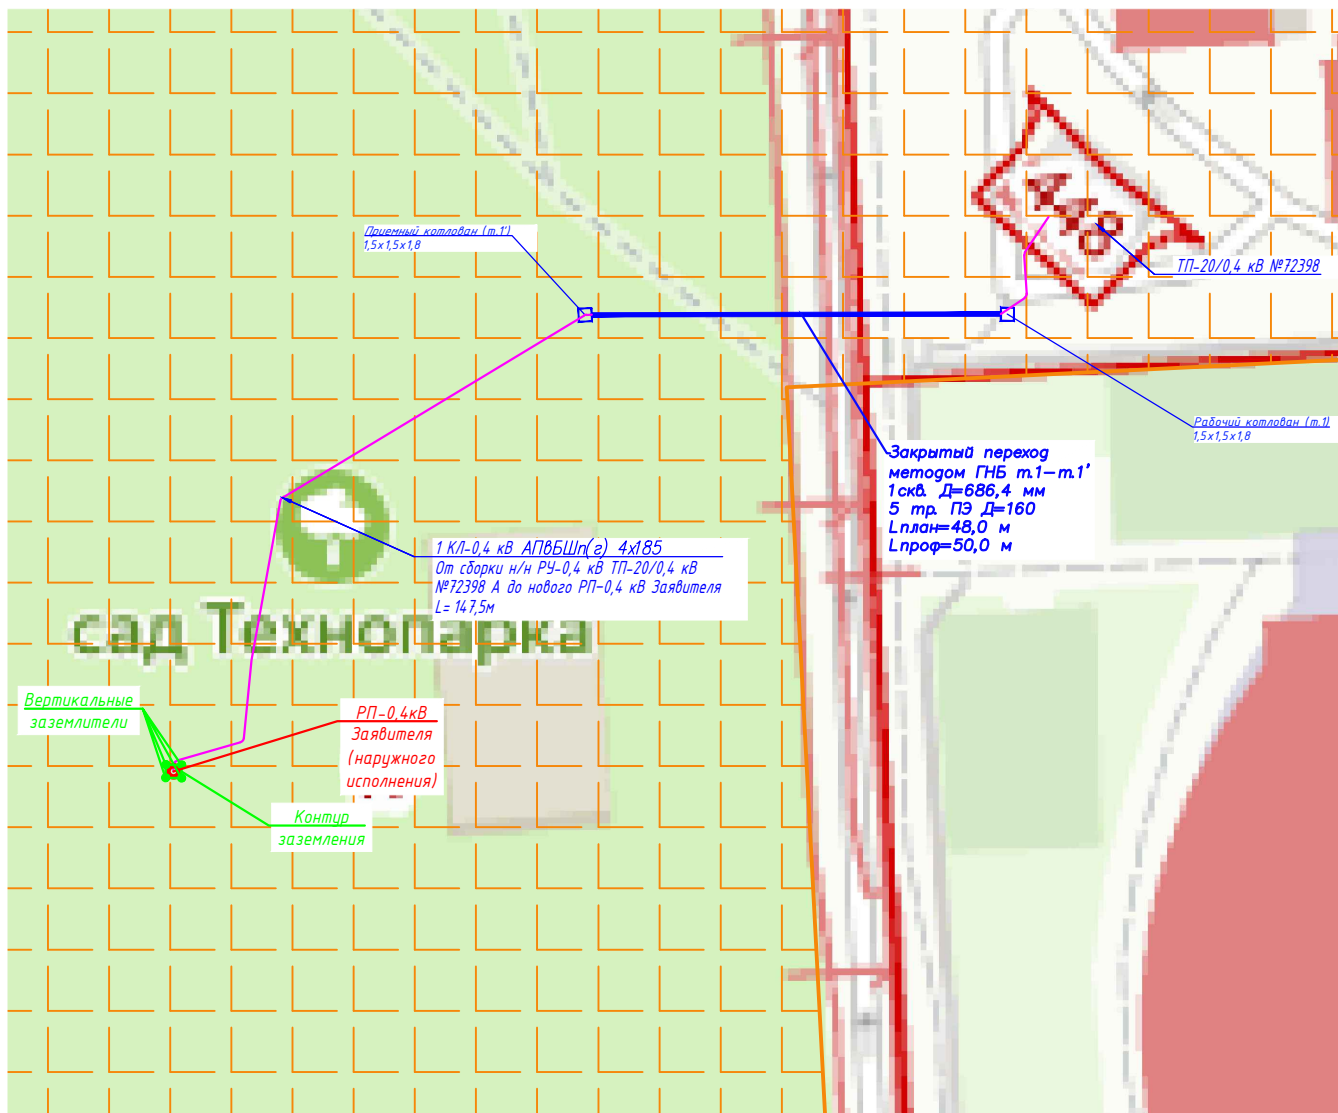 Приемный котлован (т.1')
1,5х1,5х1,8
ТП-20/0,4 кВ №72398
Рабочий котлован (т.1)
1,5х1,5х1,8
Закрытый переход
методом ГНБ т.1-т.1'
1скв. Д=686,4 мм
5 тр. ПЭ Д=160
Lплан=48,0 м
Lпроф=50,0 м
1 КЛ-0,4 кВ АПвБШп(г) 4х185
От сборки н/н РУ-0,4 кВ ТП-20/0,4 кВ
№72398 А до нового РП-0,4 кВ Заявителя
L= 147,5м
сад Технопарка
Вертикальные
заземлители
РП-0,4кВ
Заявителя
(наружного
исполнения)
Контур
заземления